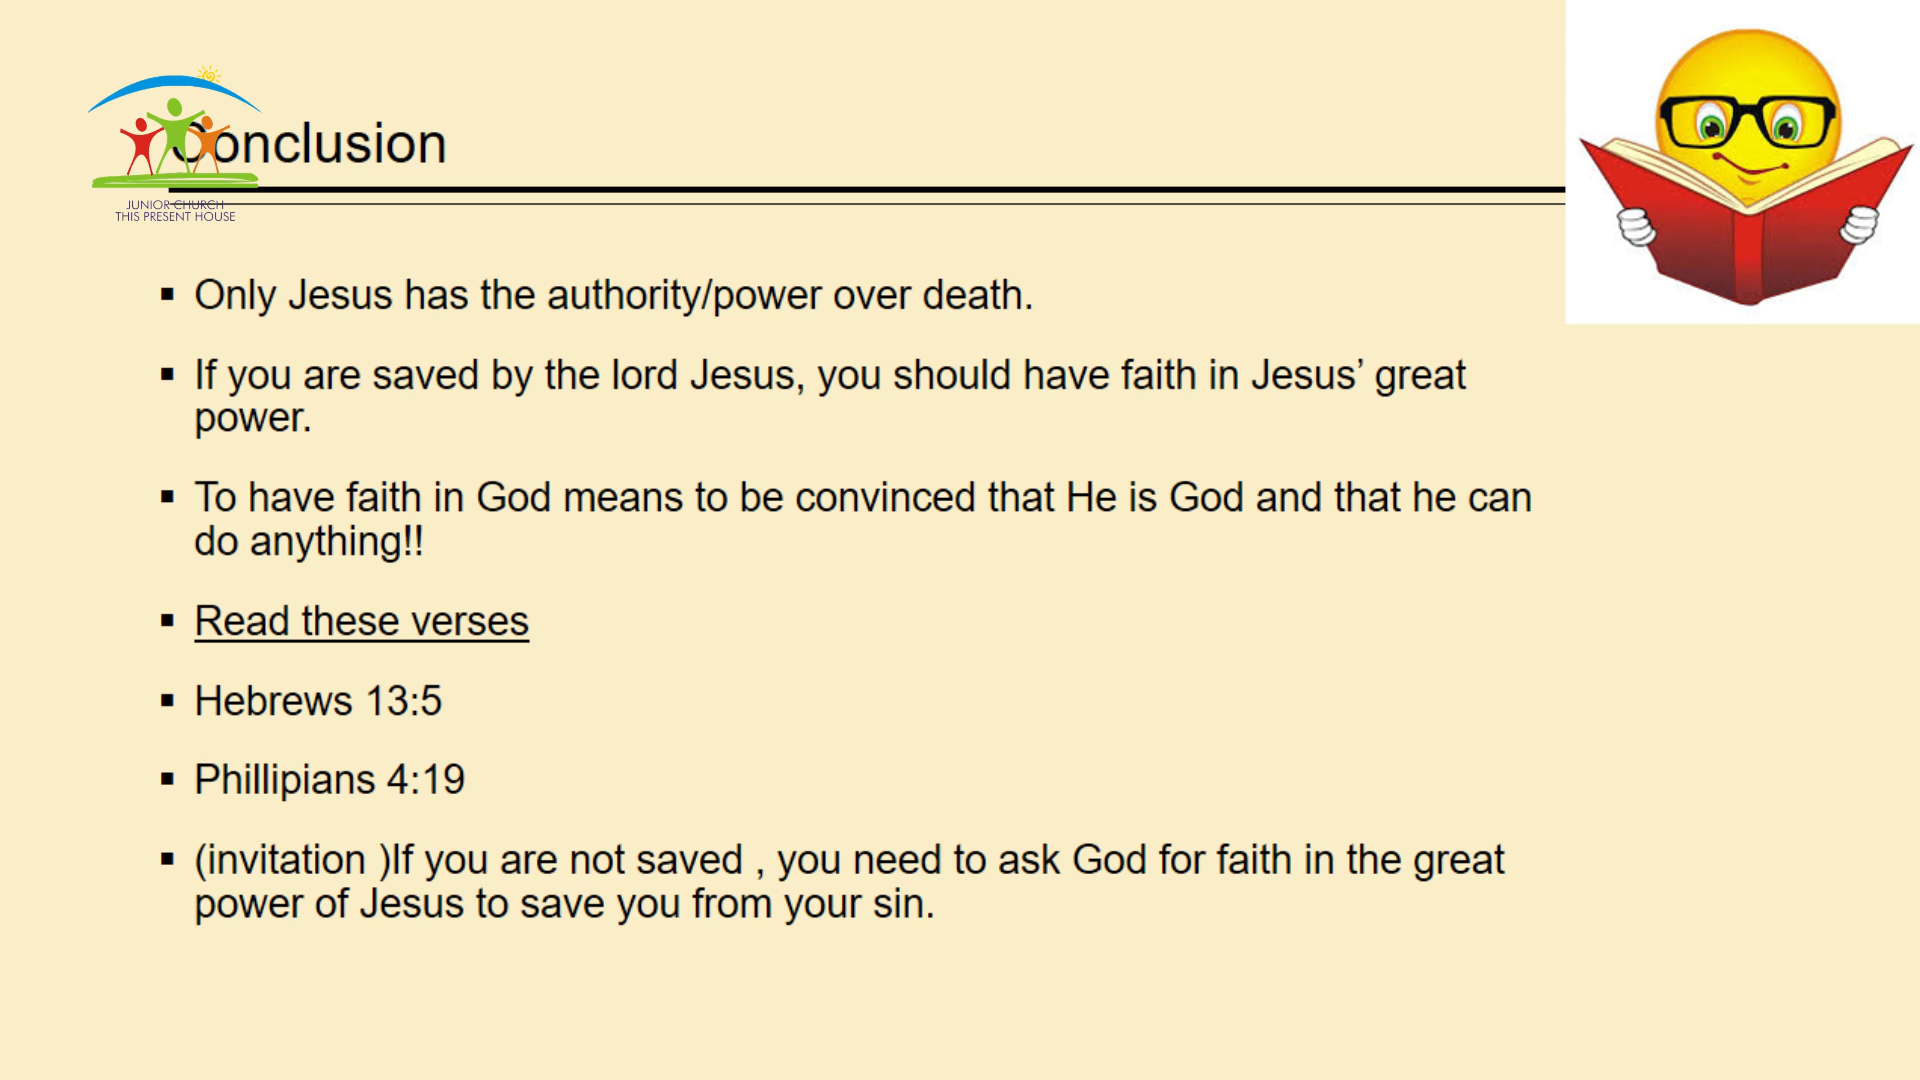 Conclusion
JUNIOR CHURCH
THIS PRESENT HOUSE
▪ Only Jesus has the authority/power over death.
▪ If you are saved by the lord Jesus, you should have faith in Jesus’ great
power.
▪ To have faith in God means to be convinced that He is God and that he can
do anything!!
▪ Read these verses
▪ Hebrews 13:5
▪ Phillipians 4:19
▪ (invitation )If you are not saved , you need to ask God for faith in the great
power of Jesus to save you from your sin.